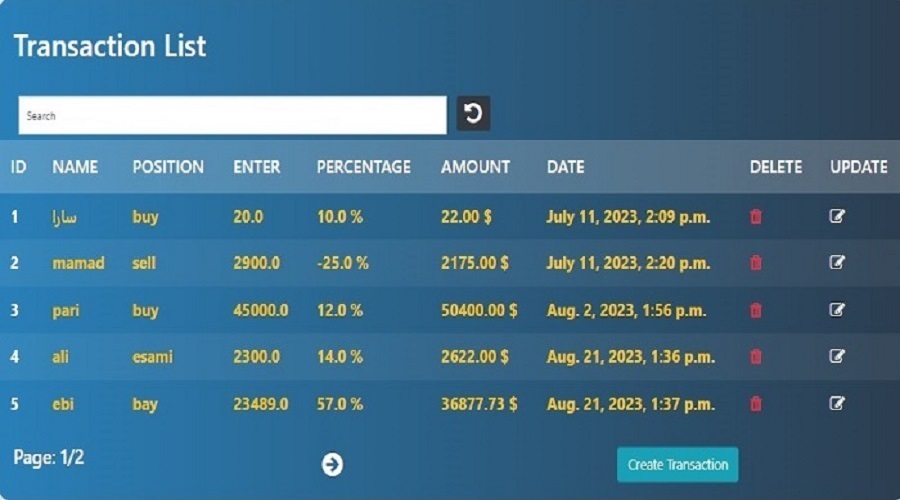 Transaction List
Search
ID NAME POSITION ENTER PERCENTAGE AMOUNT DATE DELETE UPDATE
1 سارا buy 20.0 10.0 % 22.00 $ July 11, 2023, 2:09 p.m.
2 mamad sell 2900.0 -25.0 % 2175.00 $ July 11, 2023, 2:20 p.m.
3 pari buy 45000.0 12.0 % 50400.00 $ Aug. 2, 2023, 1:56 p.m.
4 ali esami 2300.0 14.0 % 2622.00 $ Aug. 21, 2023, 1:36 p.m.
5 ebi bay 23489.0 57.0 % 36877.73 $ Aug. 21, 2023, 1:37 p.m.
Page: 1/2
Create Transaction